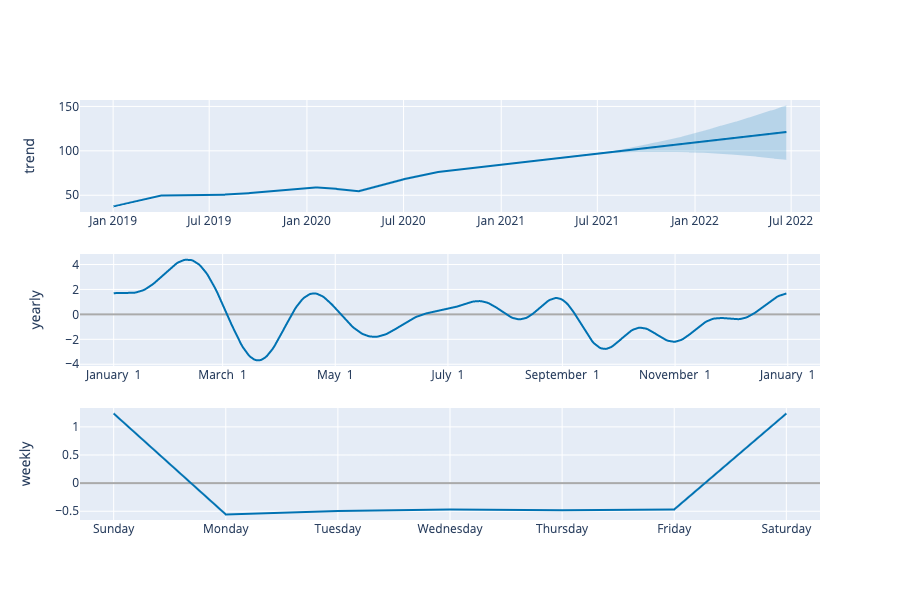 trend
150
100
50
Jan 2019 Jul 2019 Jan 2020 Jul 2020 Jan 2021 Jul 2021 Jan 2022 Jul 2022
yearly
4
2
0
−2
−4
January 1 March 1 May 1 July 1 September 1 November 1 January 1
weekly
1
0.5
0
−0.5
Sunday Monday Tuesday Wednesday Thursday Friday Saturday